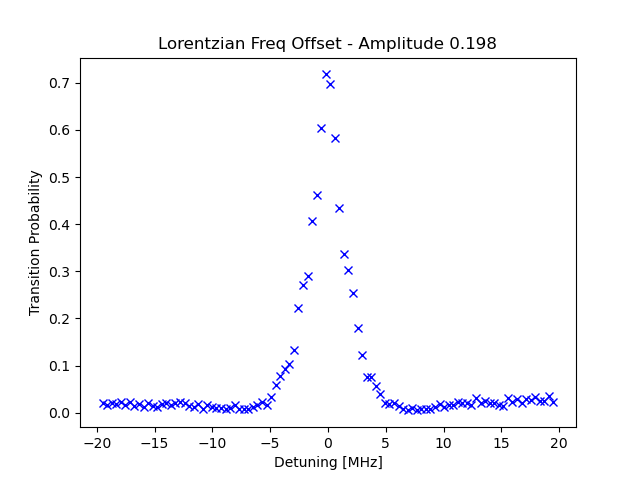 Lorentzian Freq Offset - Amplitude 0.198
Transition Probability
0.7
0.6
0.5
0.4
0.3
0.2
0.1
0.0
−20 −15 −10 −5 0 5 10 15 20
Detuning [MHz]